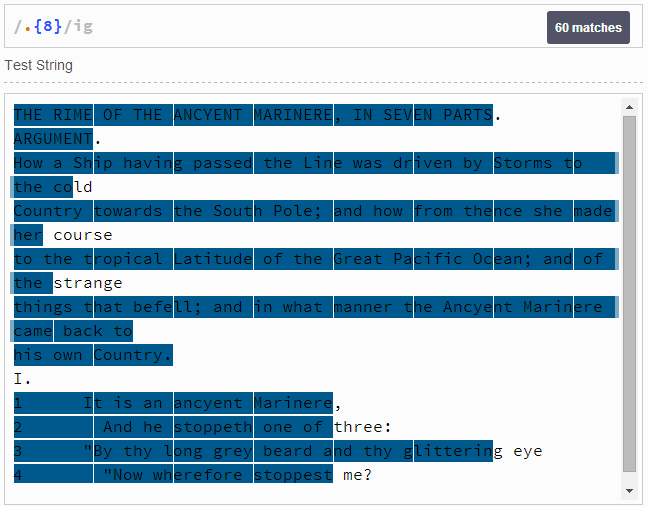 /.{8}/ig
60 matches
Test String
THE RIME OF THE ANCYENT MARINERE, IN SEVEN PARTS.
ARGUMENT.
How a Ship having passed the Line was driven by Storms to
the cold
Country towards the South Pole; and how from thence she made
her course
to the tropical Latitude of the Great Pacific Ocean; and of
the strange
things that befell; and in what manner the Ancyent Marinere
came back to
his own Country.
I.
1      It is an ancyent Marinere,
2        And he stoppeth one of three:
3      "By thy long grey beard and thy glittering eye
4        "Now wherefore stoppest me?